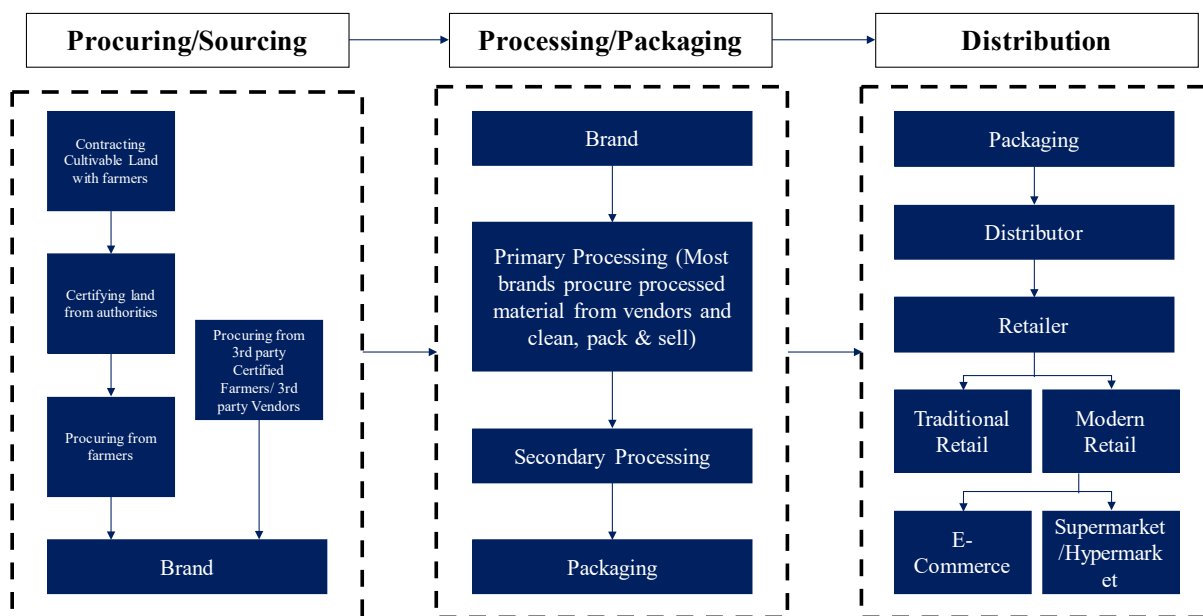 Procuring/Sourcing
Processing/Packaging
Distribution
Contracting
Cultivable Land
with farmers
Certifying land
from authorities
Procuring from
farmers
Procuring from
3rd party
Certified
Farmers/ 3rd
party Vendors
Brand
Brand
Primary Processing (Most
brands procure processed
material from vendors and
clean, pack & sell)
Secondary Processing
Packaging
Packaging
Distributor
Retailer
Traditional
Retail
Modern
Retail
E-
Commerce
Supermarket
/Hypermark
et